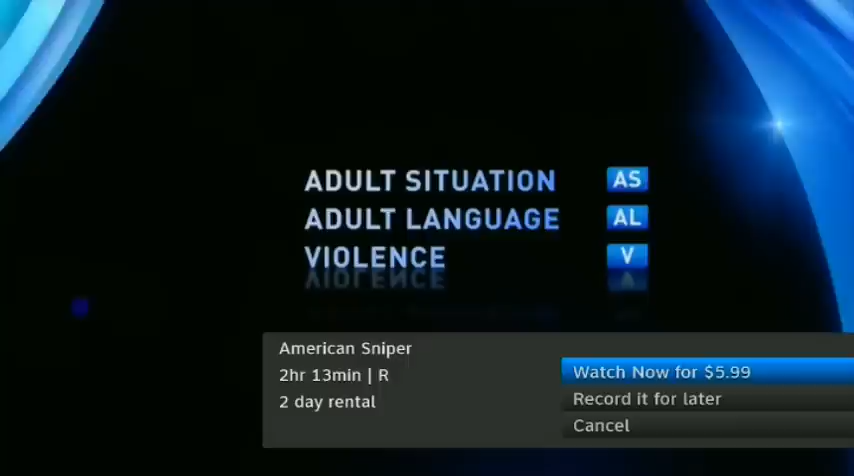 ADULT SITUATION AS
ADULT LANGUAGE AL
VIOLENCE V
American Sniper
2hr 13min | R
2 day rental
Watch Now for $5.99
Record it for later
Cancel